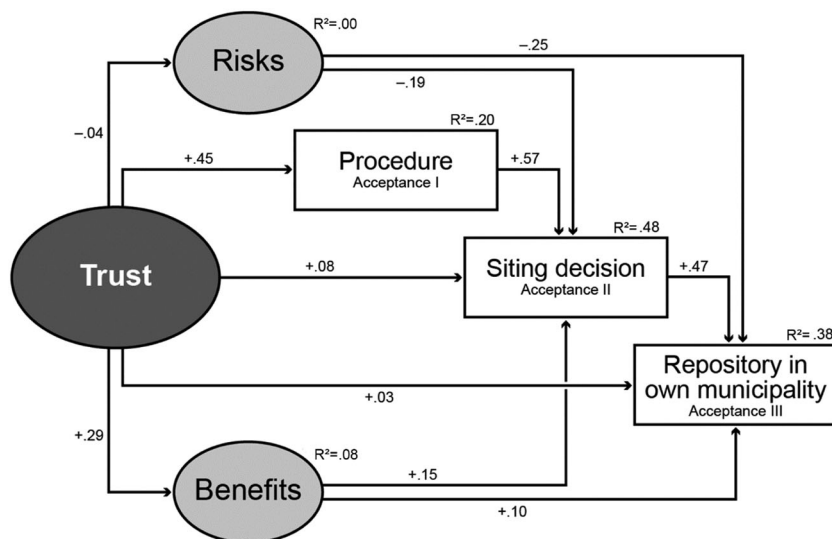 R²=.00
Risks
–.25
–.19
–.04
R²=.20
+.45
Procedure
Acceptance I
+.57
R²=.48
Trust
+.08
Siting decision
Acceptance II
+.47
R²=.38
Repository in
own municipality
Acceptance III
+.03
+.29
R²=.08
Benefits
+.15
+.10